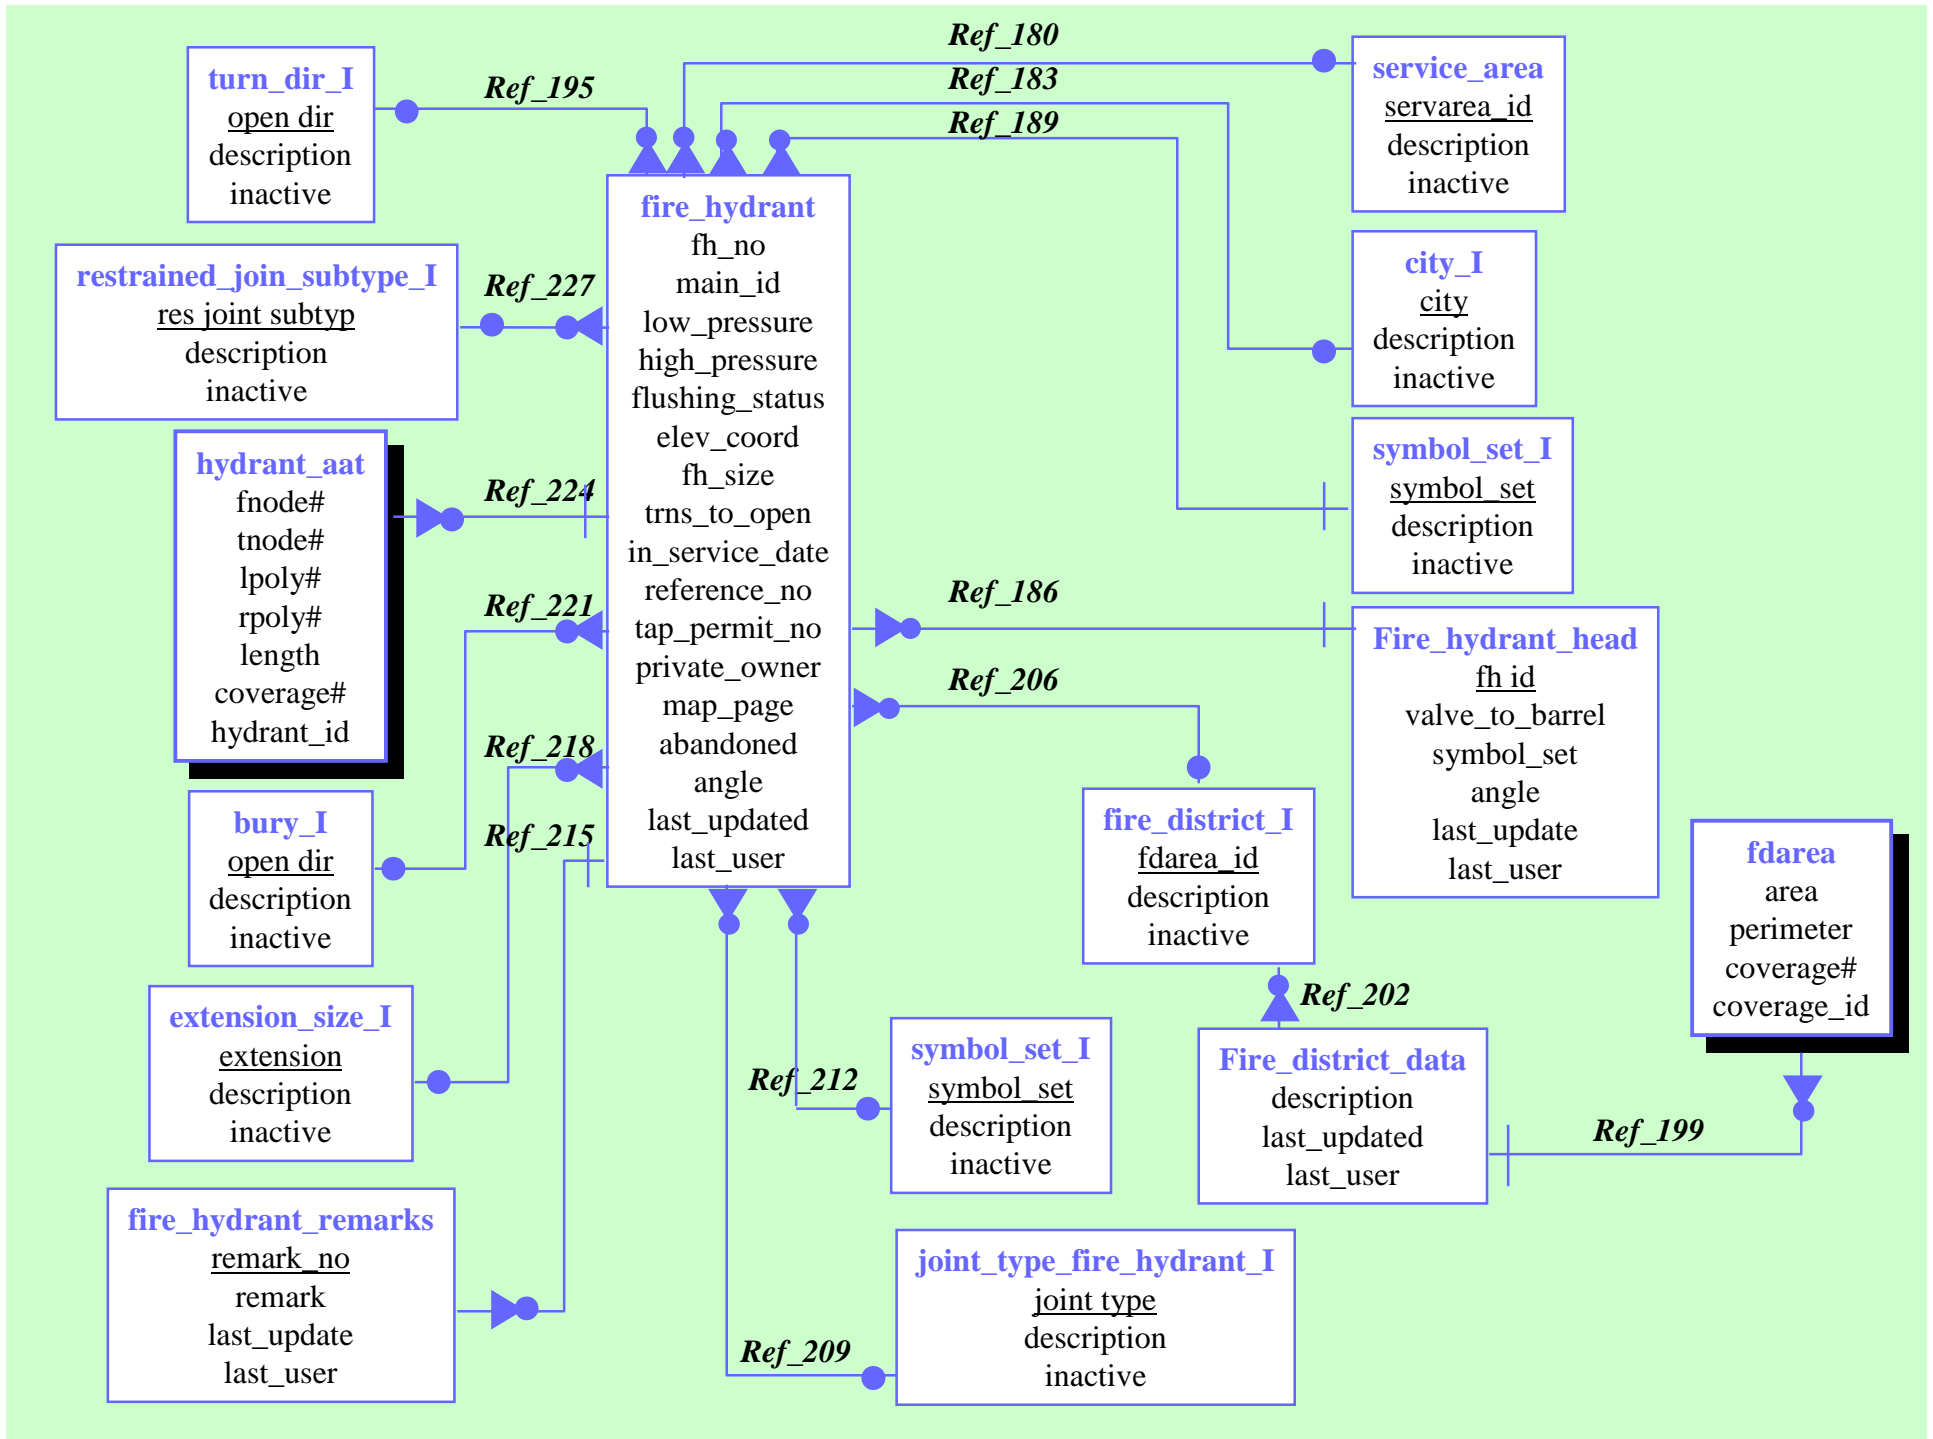 turn_dir_I
open dir
description
inactive
Ref_195
Ref_180
Ref_183
Ref_189
service_area
servarea_id
description
inactive
restrained_join_subtype_I
res joint subtyp
description
inactive
Ref_227
fire_hydrant
fh_no
main_id
low_pressure
high_pressure
flushing_status
elev_coord
fh_size
trns_to_open
in_service_date
reference_no
tap_permit_no
private_owner
map_page
abandoned
angle
last_updated
last_user
city_I
city
description
inactive
hydrant_aat
fnode#
tnode#
lpoly#
rpoly#
length
coverage#
hydrant_id
Ref_224
symbol_set_I
symbol_set
description
inactive
Ref_221
Ref_186
Fire_hydrant_head
fh id
valve_to_barrel
symbol_set
angle
last_update
last_user
Ref_206
Ref_218
bury_I
open dir
description
inactive
Ref_215
fire_district_I
fdarea_id
description
inactive
fdarea
area
perimeter
coverage#
coverage_id
extension_size_I
extension
description
inactive
Ref_202
symbol_set_I
symbol_set
description
inactive
Ref_212
Fire_district_data
description
last_updated
last_user
Ref_199
fire_hydrant_remarks
remark_no
remark
last_update
last_user
joint_type_fire_hydrant_I
joint type
description
inactive
Ref_209